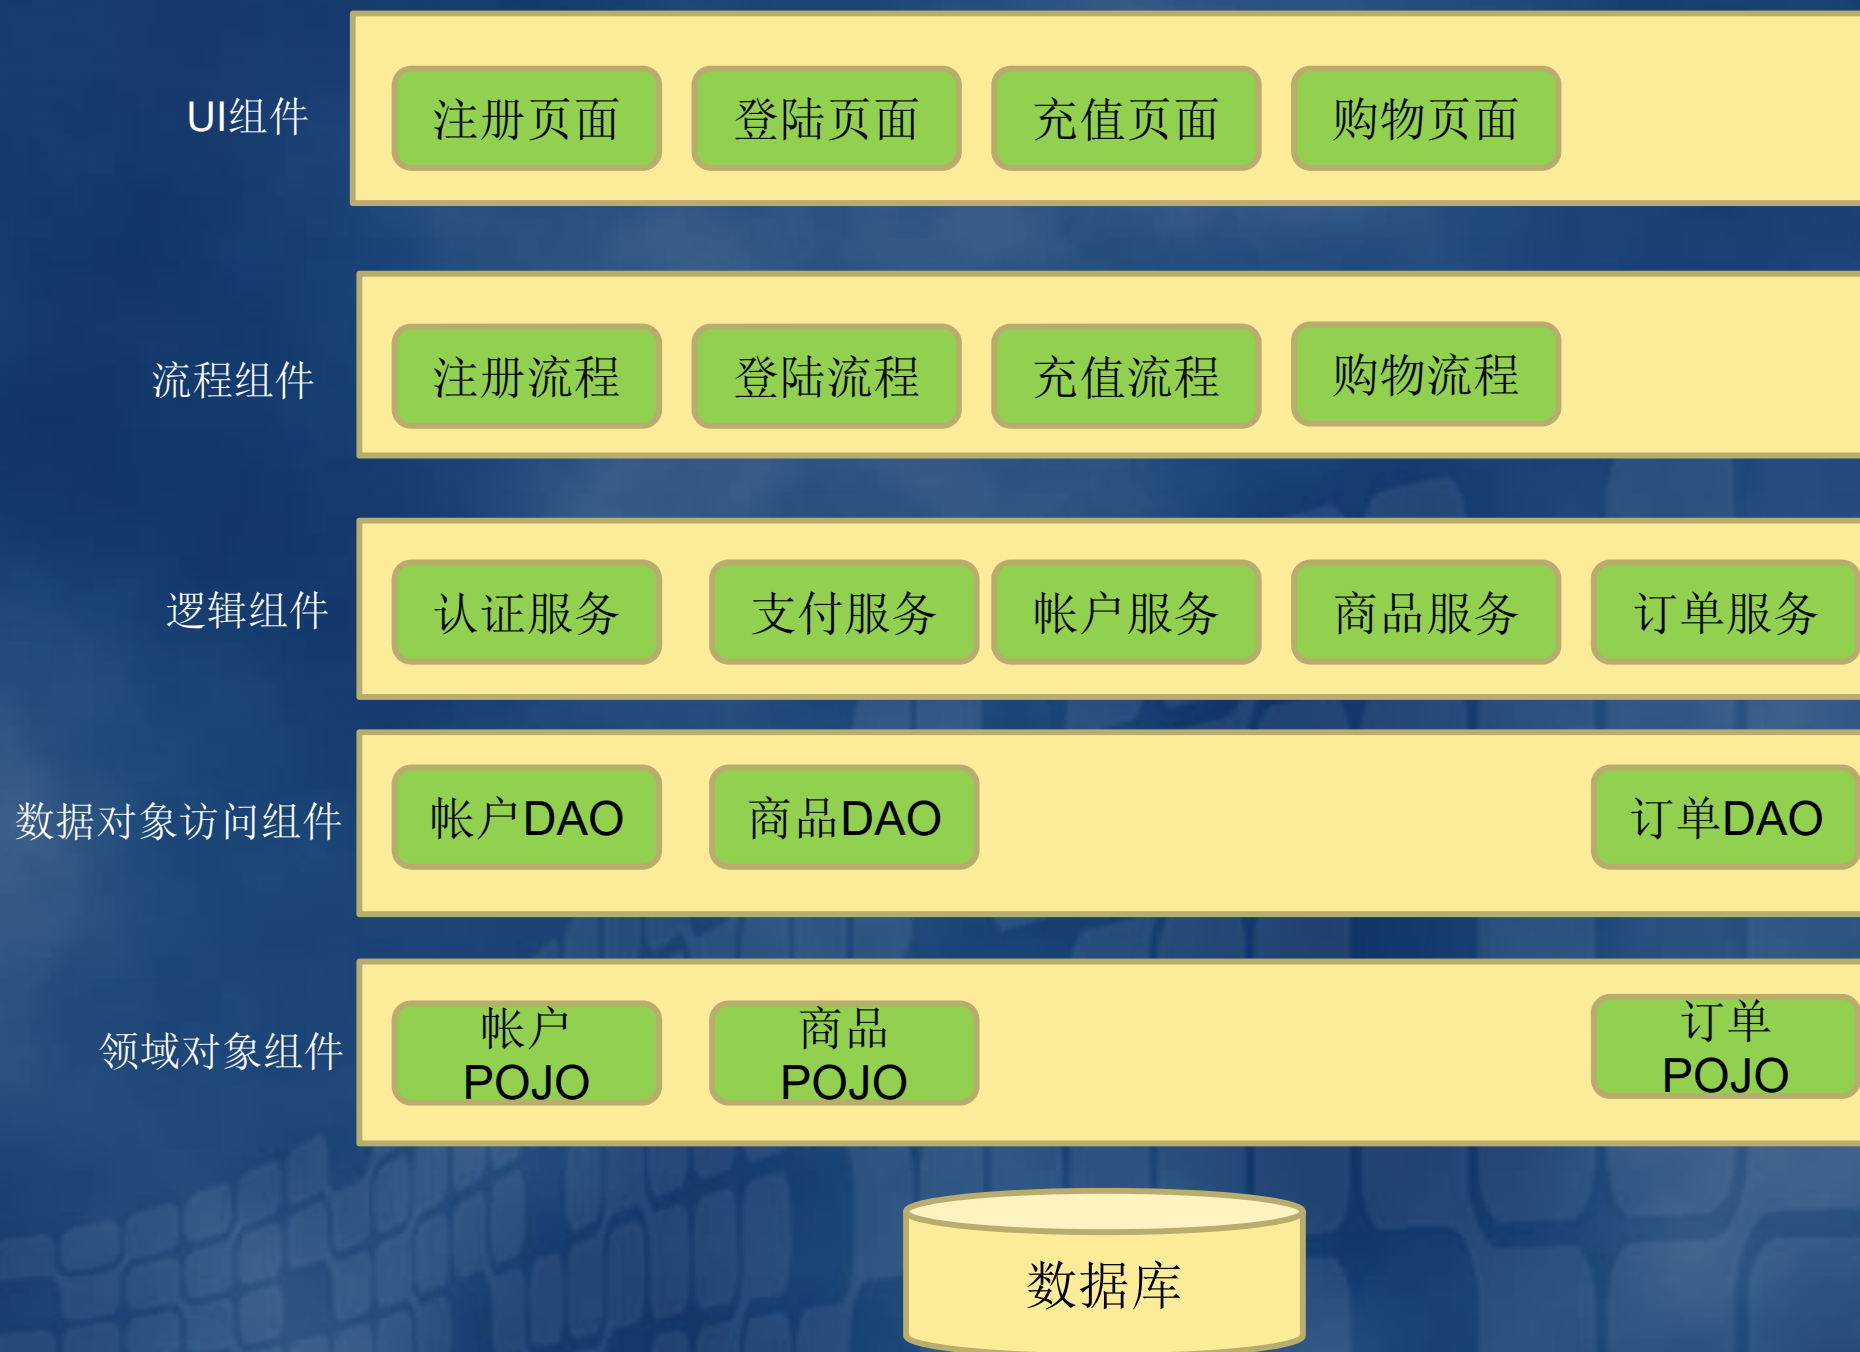 UI组件
注册页面
登陆页面
充值页面
购物页面
流程组件
注册流程
登陆流程
充值流程
购物流程
逻辑组件
认证服务
支付服务
帐户服务
商品服务
订单服务
数据对象访问组件
帐户DAO
商品DAO
订单DAO
领域对象组件
帐户
POJO
商品
POJO
订单
POJO
数据库